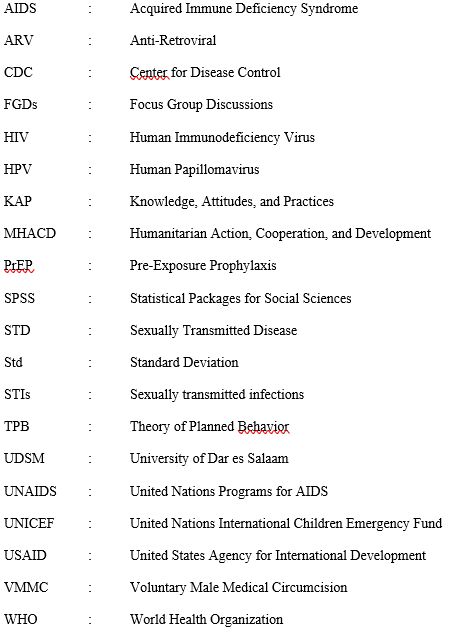 AIDS : Acquired Immune Deficiency Syndrome
ARV : Anti-Retroviral
CDC : Center for Disease Control
FGDs : Focus Group Discussions
HIV : Human Immunodeficiency Virus
HPV : Human Papillomavirus
KAP : Knowledge, Attitudes, and Practices
MHACD : Humanitarian Action, Cooperation, and Development
PrEP : Pre-Exposure Prophylaxis
SPSS : Statistical Packages for Social Sciences
STD : Sexually Transmitted Disease
Std : Standard Deviation
STIs : Sexually transmitted infections
TPB : Theory of Planned Behavior
UDSM : University of Dar es Salaam
UNAIDS : United Nations Programs for AIDS
UNICEF : United Nations International Children Emergency Fund
USAID : United States Agency for International Development
VMMC : Voluntary Male Medical Circumcision
WHO : World Health Organization